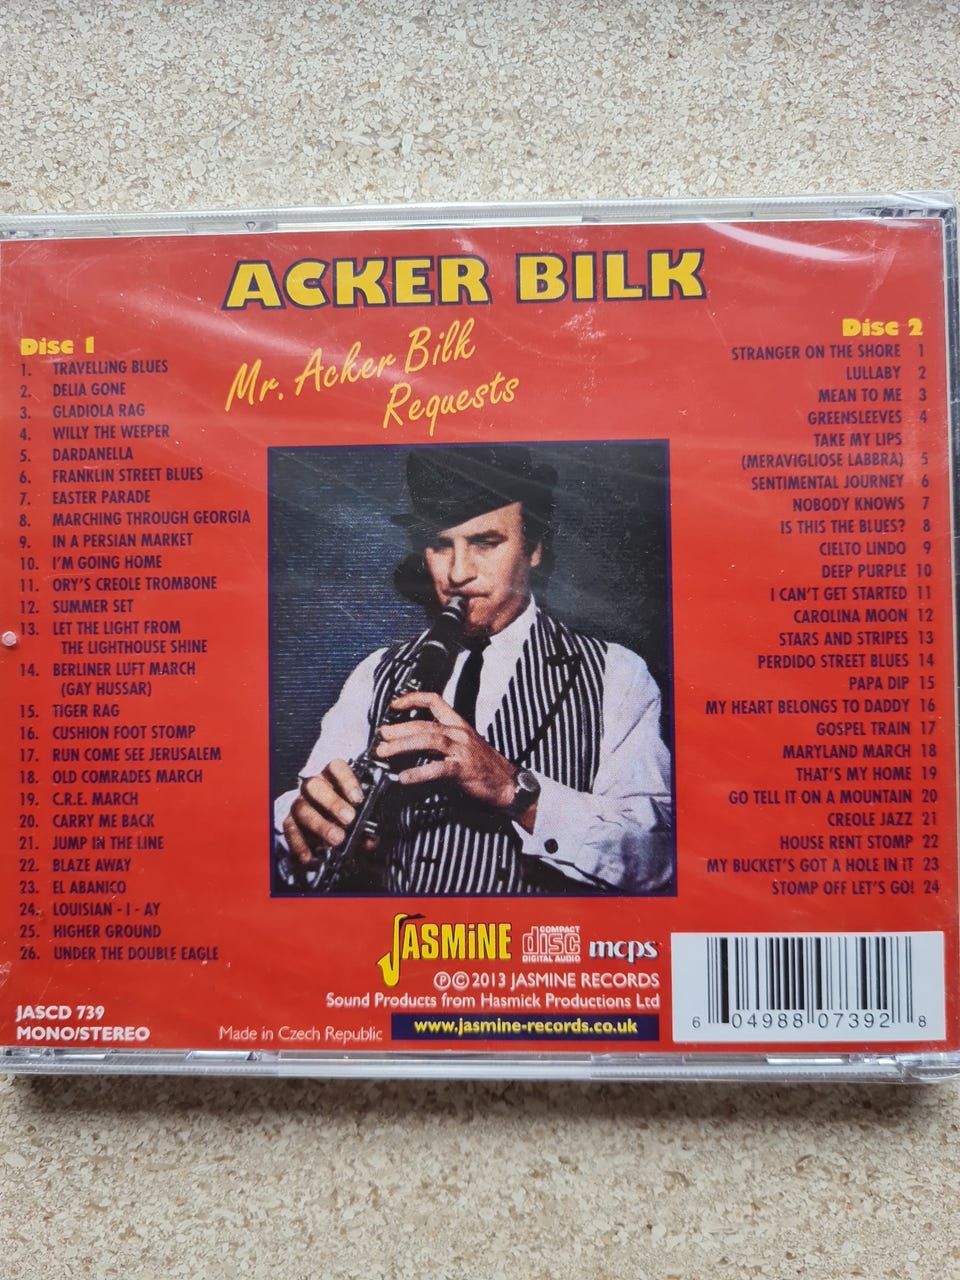 ACKER BILK
Mr. Acker Bilk
Requests
Disc 1
1. TRAVELLING BLUES
2. DELIA GONE
3. GLADIOLA RAG
4. WILLY THE WEEPER
5. DARDANELLA
6. FRANKLIN STREET BLUES
7. EASTER PARADE
8. MARCHING THROUGH GEORGIA
9. IN A PERSIAN MARKET
10. I'M GOING HOME
11. ORY'S CREOLE TROMBONE
12. SUMMER SET
13. LET THE LIGHT FROM
THE LIGHTHOUSE SHINE
14. BERLINER LUFT MARCH
(GAY HUSSAR)
15. TIGER RAG
16. CUSHION FOOT STOMP
17. RUN COME SEE JERUSALEM
18. OLD COMRADES MARCH
19. C.R.E. MARCH
20. CARRY ME BACK
21. JUMP IN THE LINE
22. BLAZE AWAY
23. EL ABANICO
24. LOUISIAN - I - AY
25. HIGHER GROUND
26. UNDER THE DOUBLE EAGLE
Disc 2
STRANGER ON THE SHORE 1
LULLABY 2
MEAN TO ME 3
GREENSLEEVES 4
TAKE MY LIPS
(MERAVIGLIOSE LABBRA) 5
SENTIMENTAL JOURNEY 6
NOBODY KNOWS 7
IS THIS THE BLUES? 8
CIELTO LINDO 9
DEEP PURPLE 10
I CAN'T GET STARTED 11
CAROLINA MOON 12
STARS AND STRIPES 13
PERDIDO STREET BLUES 14
PAPA DIP 15
MY HEART BELONGS TO DADDY 16
GOSPEL TRAIN 17
MARYLAND MARCH 18
THAT'S MY HOME 19
GO TELL IT ON A MOUNTAIN 20
CREOLE JAZZ 21
HOUSE RENT STOMP 22
MY BUCKET'S GOT A HOLE IN IT 23
STOMP OFF LET'S GO! 24
JASMINE
COMPACT
disc
DIGITAL AUDIO
mcps
℗© 2013 JASMINE RECORDS
Sound Products from Hasmick Productions Ltd
JASCD 739
MONO/STEREO
Made in Czech Republic
www.jasmine-records.co.uk
6 04988 07392 8